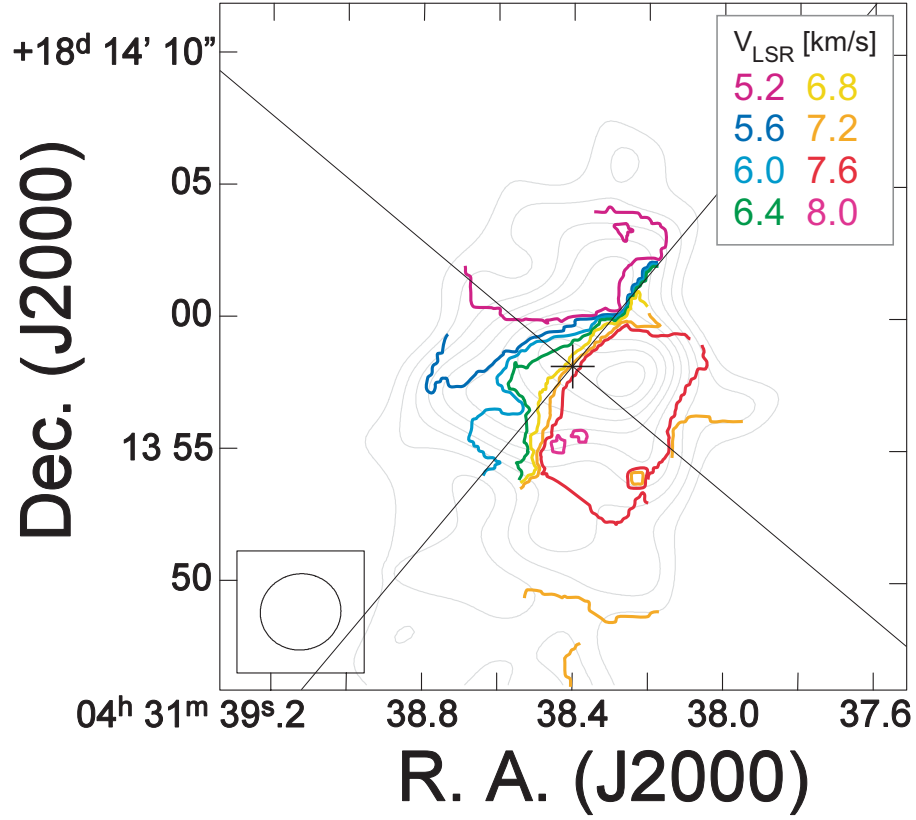 +18ᵈ 14’ 10”
05
00
13 55
50
Dec. (J2000)
V_LSR [km/s]
5.2 6.8
5.6 7.2
6.0 7.6
6.4 8.0
04ʰ 31ᵐ 39ˢ.2 38.8 38.4 38.0 37.6
R. A. (J2000)